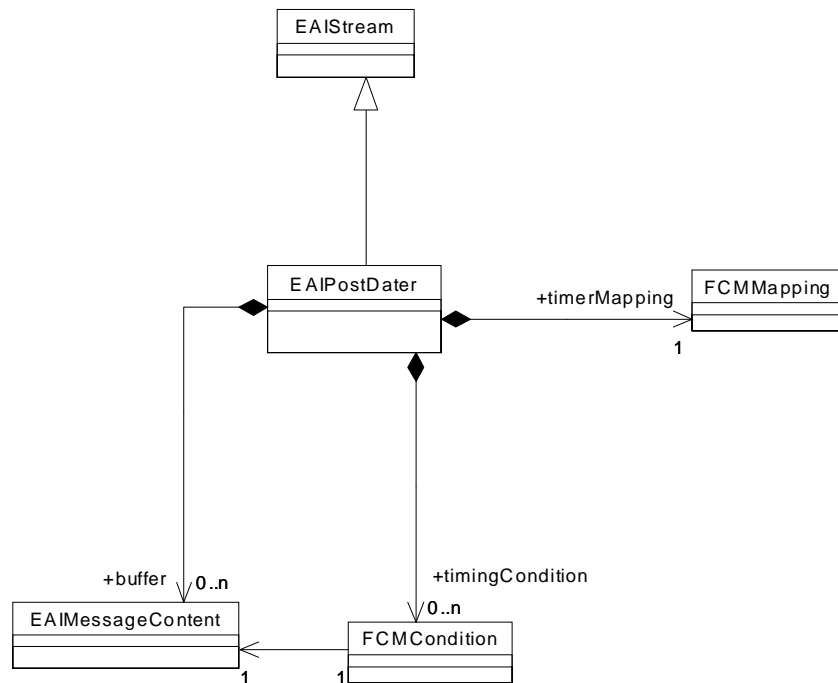 EAIStream
EAIPostDater
+timerMapping
FCMMapping
1
+buffer
0..n
+timingCondition
0..n
EAIMessageContent
FCMCondition
1
1